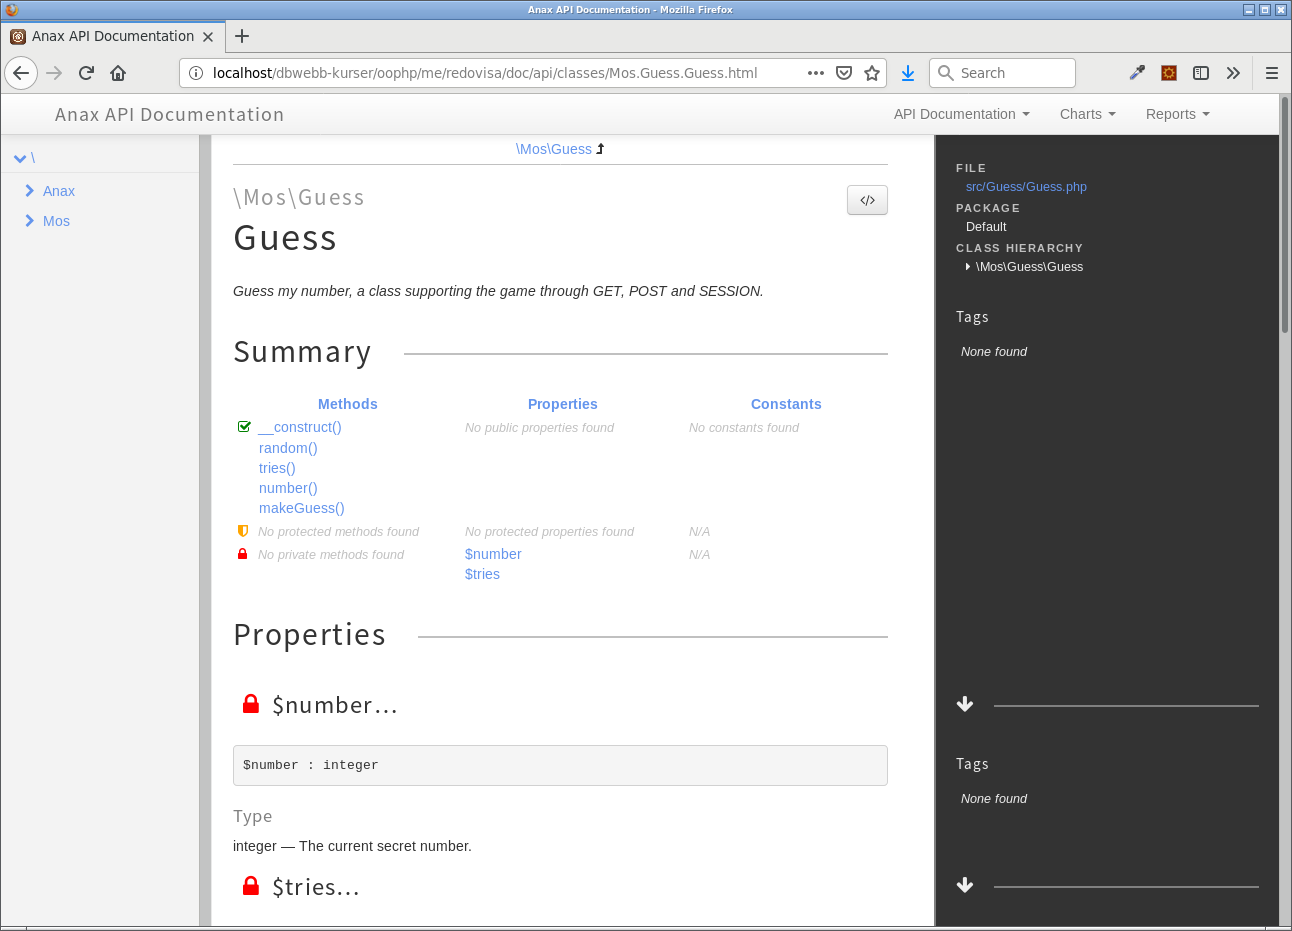 Anax API Documentation - Mozilla Firefox
Anax API Documentation
localhost/dbwebb-kurser/oophp/me/redovisa/doc/api/classes/Mos.Guess.Guess.html
Search
Anax API Documentation
API Documentation
Charts
Reports
\
Anax
Mos
\Mos\Guess
\Mos\Guess
</>
Guess
Guess my number, a class supporting the game through GET, POST and SESSION.
Summary
Methods Properties Constants
__construct() No public properties found No constants found
random()
tries()
number()
makeGuess()
No protected methods found No protected properties found N/A
No private methods found $number N/A
$tries
Properties
$number...
$number : integer
Type
integer — The current secret number.
$tries...
FILE
src/Guess/Guess.php
PACKAGE
Default
CLASS HIERARCHY
\Mos\Guess\Guess
Tags
None found
Tags
None found